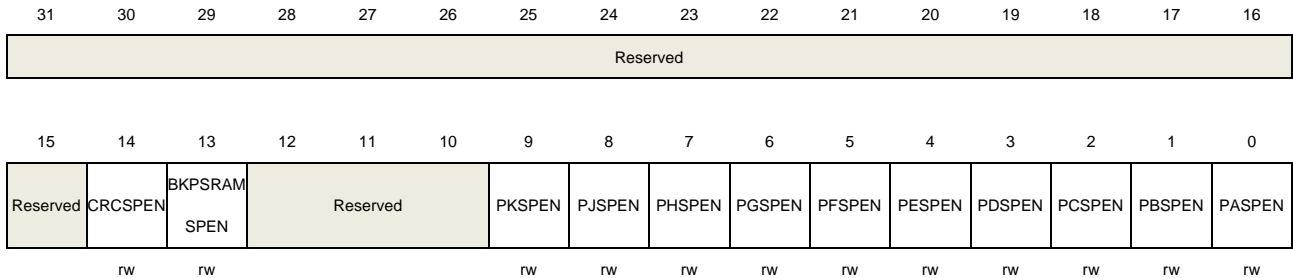 31 30 29 28 27 26 25 24 23 22 21 20 19 18 17 16
Reserved
15 14 13 12 11 10 9 8 7 6 5 4 3 2 1 0
Reserved CRCSPEN BKPSRAM SPEN Reserved PKSPEN PJSPEN PHSPEN PGSPEN PFSPEN PESPEN PDSPEN PCSPEN PBSPEN PASPEN
rw rw rw rw rw rw rw rw rw rw rw rw